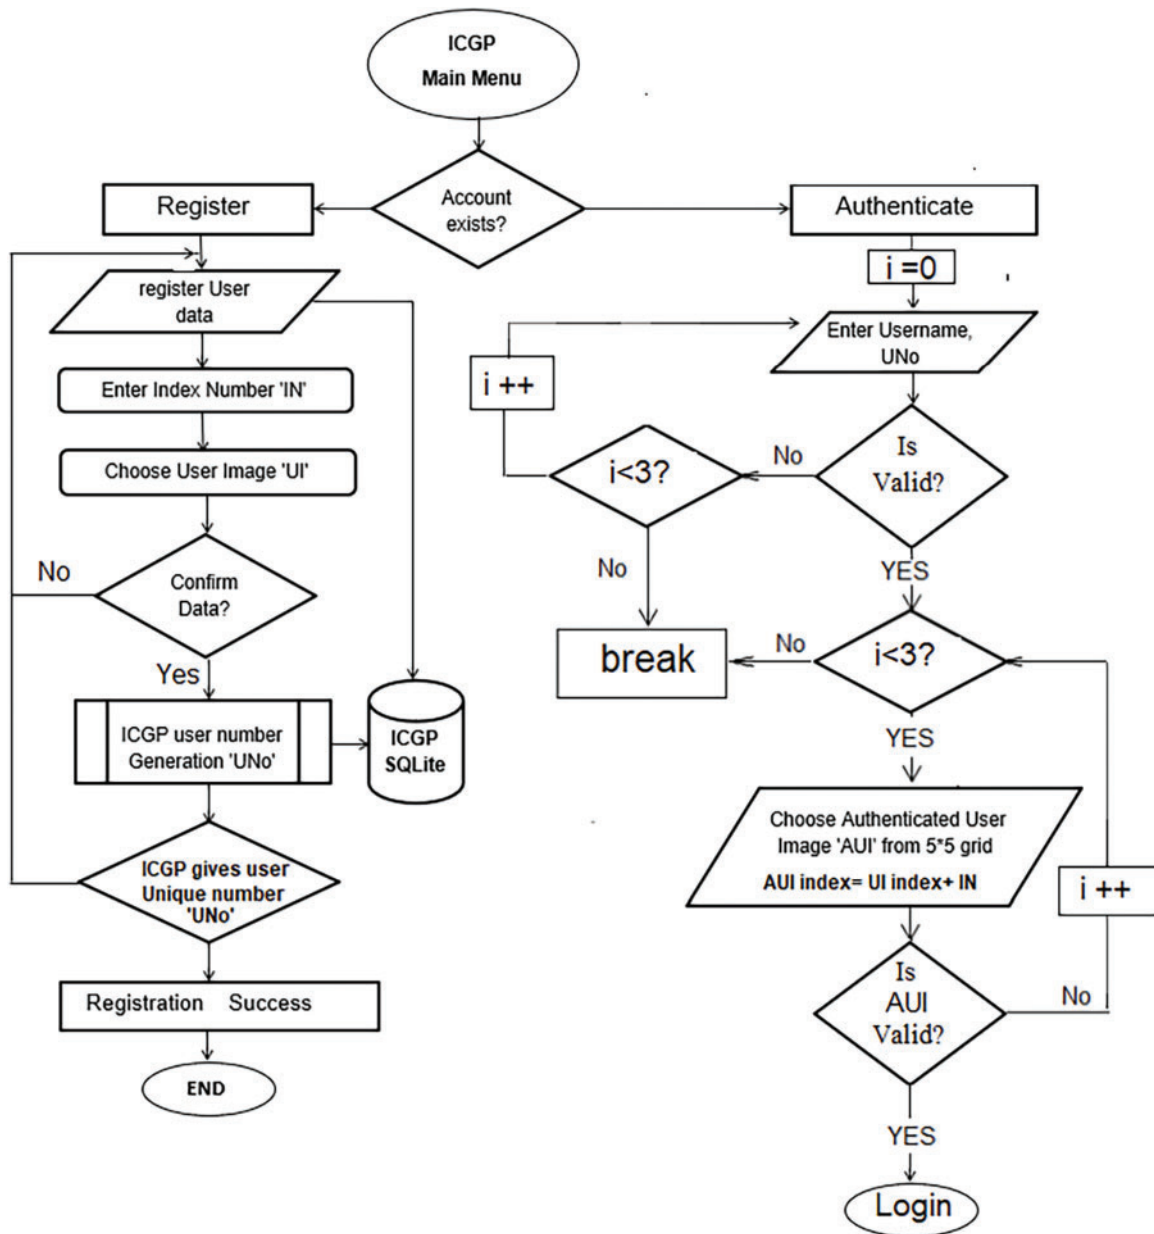 ICGP
Main Menu
Account
exists?
Register
Authenticate
i =0
register User
data
Enter Username,
UNo
i ++
Enter Index Number 'IN'
Choose User Image 'UI'
Is
Valid?
No
i<3?
No
YES
Confirm
Data?
No
Yes
break
No
i<3?
YES
ICGP user number
Generation 'UNo'
ICGP
SQLite
Choose Authenticated User
Image 'AUI' from 5*5 grid
AUI index= UI index+ IN
i ++
ICGP gives user
Unique number
'UNo'
Is
AUI
Valid?
No
Registration Success
END
YES
Login